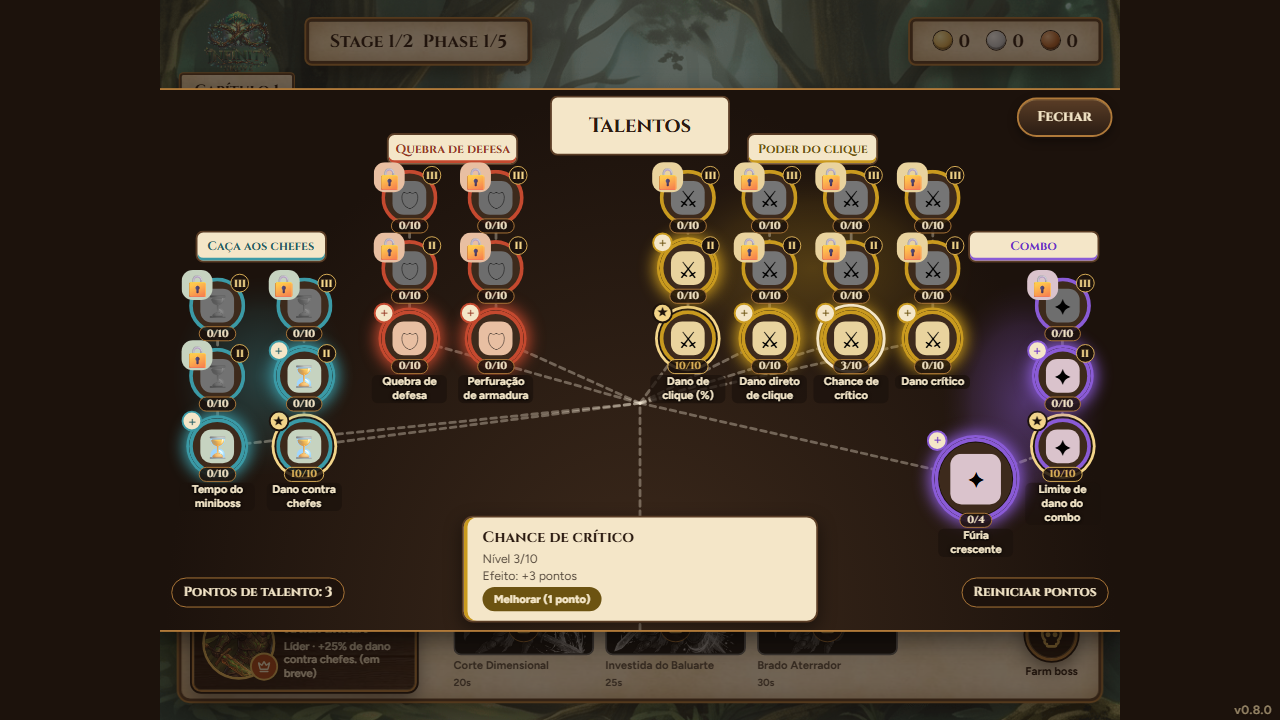 Stage 1/2 Phase 1/5
0 0 0
Capítulo 1
Talentos
Fechar
Quebra de defesa
Poder do clique
III III III III III III
0/10 0/10 0/10 0/10 0/10 0/10
Caça aos chefes
Combo
II II II II II II
0/10 0/10 0/10 0/10 0/10 0/10
III III III
0/10 0/10 0/10
0/10 0/10 10/10 0/10 3/10 0/10
II II II
0/10 0/10 0/10
Quebra de
defesa
Perfuração
de armadura
Dano de
clique (%)
Dano direto
de clique
Chance de
crítico
Dano crítico
0/10 10/10 10/10
Tempo do
miniboss
Dano contra
chefes
Limite de
dano do
combo
0/4
Fúria
crescente
Chance de crítico
Nível 3/10
Efeito: +3 pontos
Melhorar (1 ponto)
Pontos de talento: 3
Reiniciar pontos
Líder · +25% de dano
contra chefes. (em
breve)
Corte Dimensional
20s
Investida do Baluarte
25s
Brado Aterrador
30s
Farm boss
v0.8.0